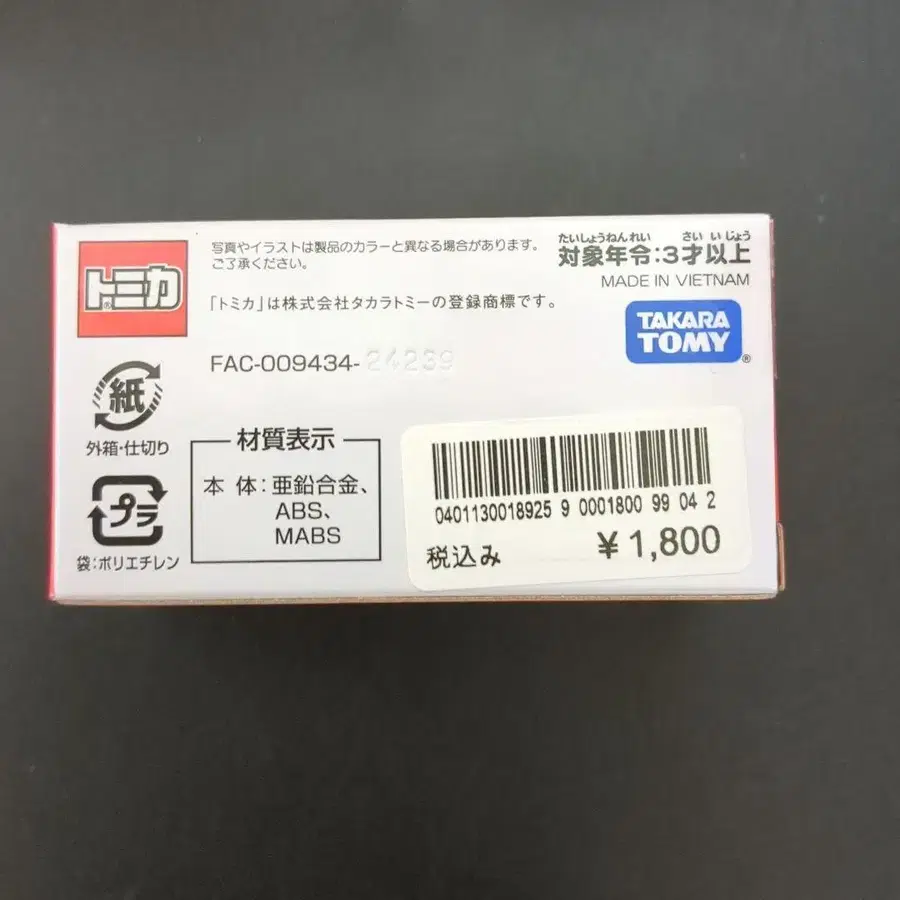 トミカ®
写真やイラストは製品のカラーと異なる場合があります。
ご了承ください。
「トミカ」は株式会社タカラトミーの登録商標です。
FAC-009434-24239
たいしょうねんれい さい い じょう
対象年令:3才以上
MADE IN VIETNAM
TAKARA
TOMY®
紙
外箱・仕切り
プラ
袋:ポリエチレン
材質表示
本 体:亜鉛合金、
ABS、
MABS
0401130018925 9 0001800 99 04 2
税込み ¥1,800